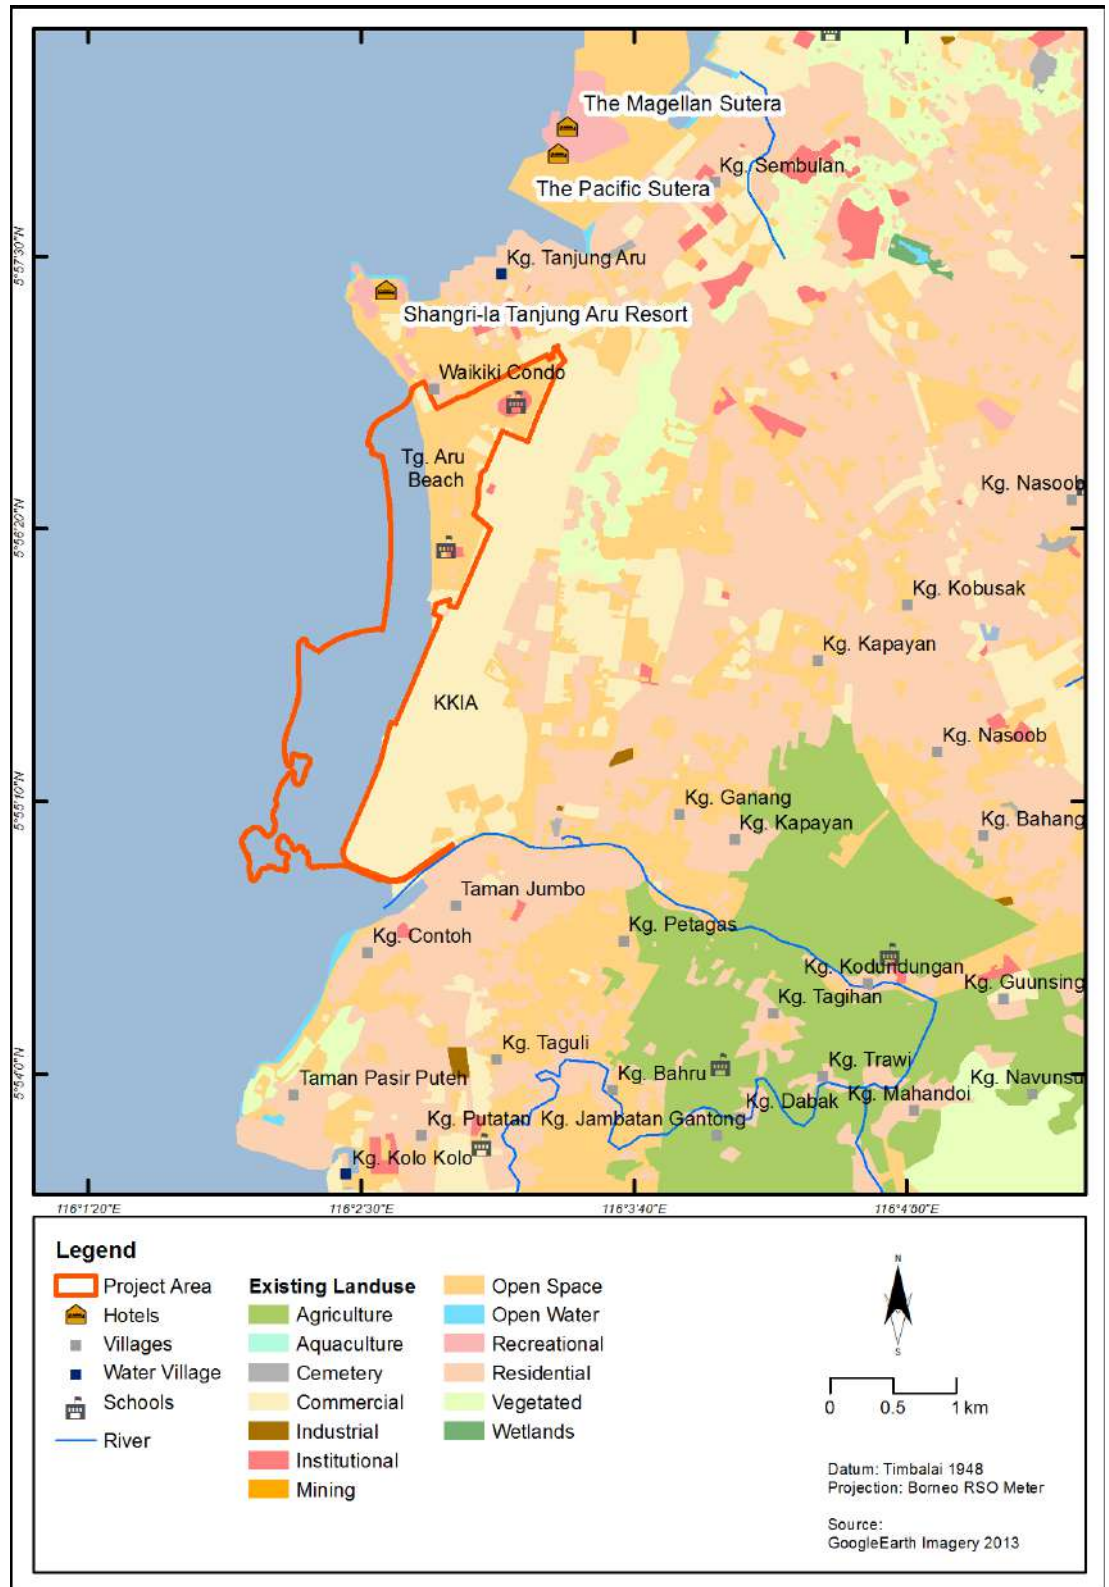 The Magellan Sutera
Kg. Sembulan
The Pacific Sutera
5°57'30"N
Kg. Tanjung Aru
Shangri-la Tanjung Aru Resort
Waikiki Condo
Tg. Aru
Beach
Kg. Nasoob
5°56'20"N
Kg. Kobusak
Kg. Kapayan
KKIA
Kg. Nasoob
5°55'10"N
Kg. Ganang
Kg. Kapayan
Kg. Bahang
Taman Jumbo
Kg. Petagas
Kg. Contoh
Kg. Kodundungan
Kg. Guunsing
Kg. Tagihan
Kg. Taguli
5°54'0"N
Kg. Bahru
Kg. Trawi
Taman Pasir Puteh
Kg. Navunsu
Kg. Dabak
Kg. Mahandoi
Kg. Putatan
Kg. Jambatan Gantong
Kg. Kolo Kolo
116°1'20"E
116°2'30"E
116°3'40"E
116°4'60"E
Legend
Project Area
Hotels
Villages
Water Village
Schools
River
Existing Landuse
Agriculture
Aquaculture
Cemetery
Commercial
Industrial
Institutional
Mining
Open Space
Open Water
Recreational
Residential
Vegetated
Wetlands
N
S
0 0.5 1 km
Datum: Timbalai 1948
Projection: Borneo RSO Meter
Source:
GoogleEarth Imagery 2013